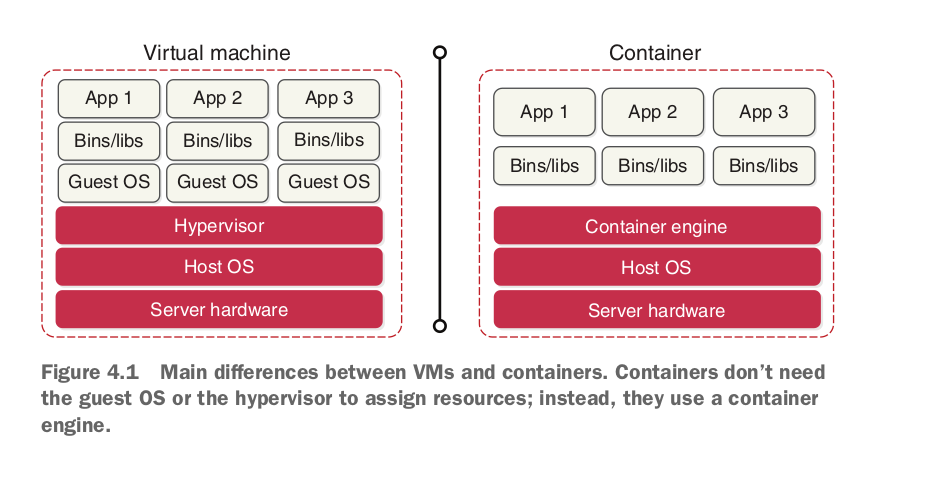 Virtual machine
App 1 App 2 App 3
Bins/libs Bins/libs Bins/libs
Guest OS Guest OS Guest OS
Hypervisor
Host OS
Server hardware
Container
App 1 App 2 App 3
Bins/libs Bins/libs Bins/libs
Container engine
Host OS
Server hardware
Figure 4.1 Main differences between VMs and containers. Containers don’t need
the guest OS or the hypervisor to assign resources; instead, they use a container
engine.